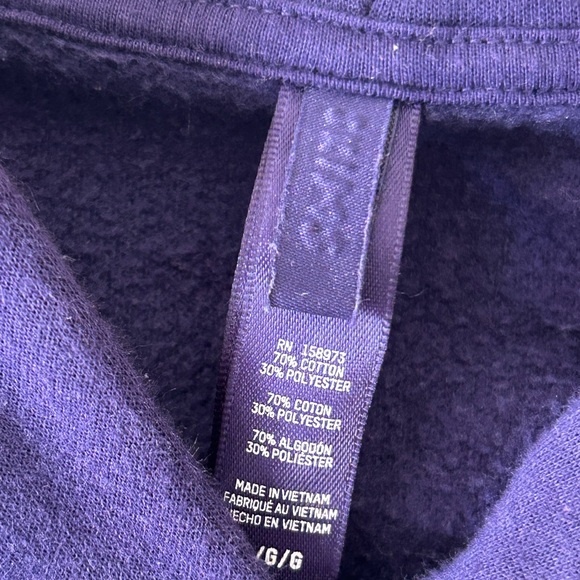 SKIMS
RN 158973
70% COTTON
30% POLYESTER
70% COTON
30% POLYESTER
70% ALGODÓN
30% POLIÉSTER
MADE IN VIETNAM
FABRIQUÉ AU VIETNAM
HECHO EN VIETNAM
/G/G